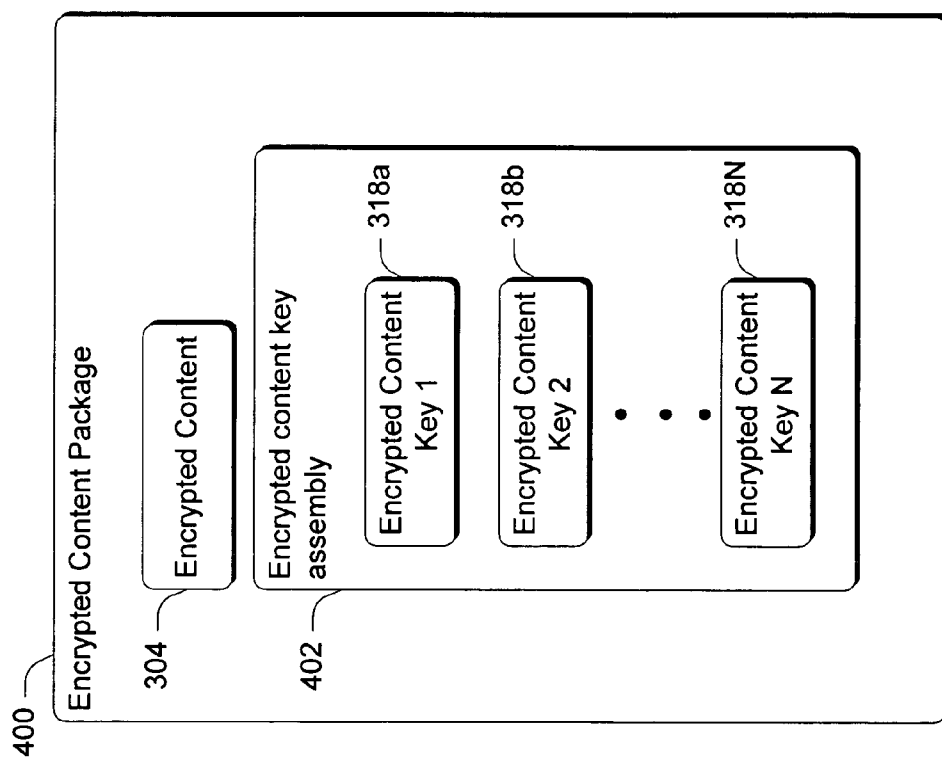 400
Encrypted Content Package
304
Encrypted Content
402
Encrypted content key
assembly
318a
Encrypted Content
Key 1
318b
Encrypted Content
Key 2
318N
Encrypted Content
Key N